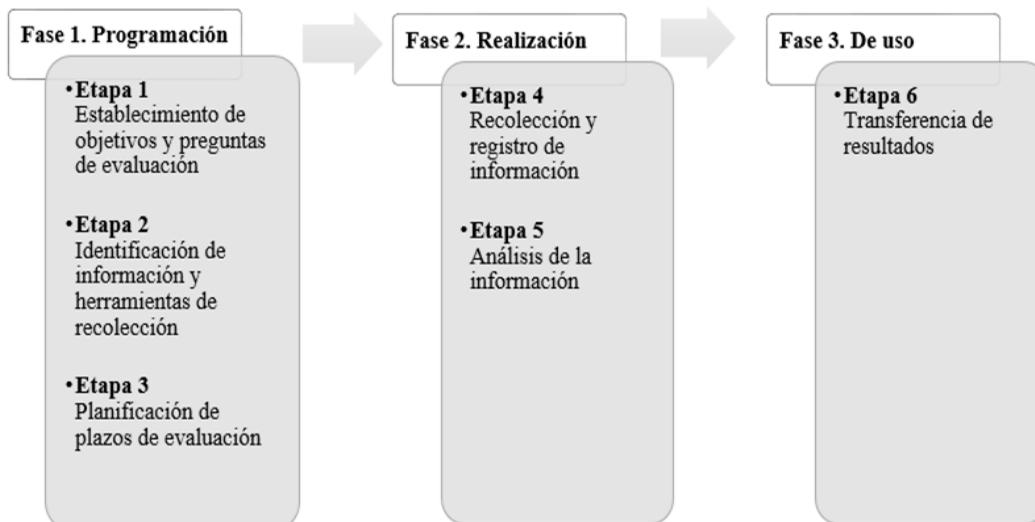 Fase 1. Programación
•Etapa 1
Establecimiento de
objetivos y preguntas
de evaluación
•Etapa 2
Identificación de
información y
herramientas de
recolección
•Etapa 3
Planificación de
plazos de evaluación
Fase 2. Realización
•Etapa 4
Recolección y
registro de
información
•Etapa 5
Análisis de la
información
Fase 3. De uso
•Etapa 6
Transferencia de
resultados